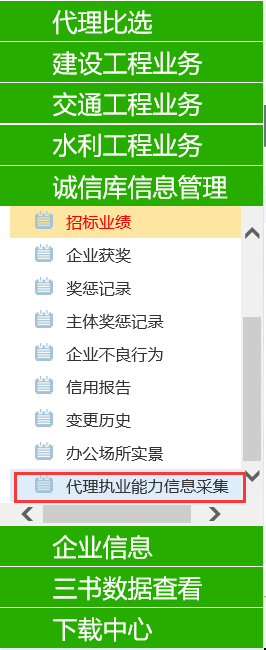 代理比选
建设工程业务
交通工程业务
水利工程业务
诚信库信息管理
招标业绩
企业获奖
奖惩记录
主体奖惩记录
企业不良行为
信用报告
变更历史
办公场所实景
代理执业能力信息采集
企业信息
三书数据查看
下载中心